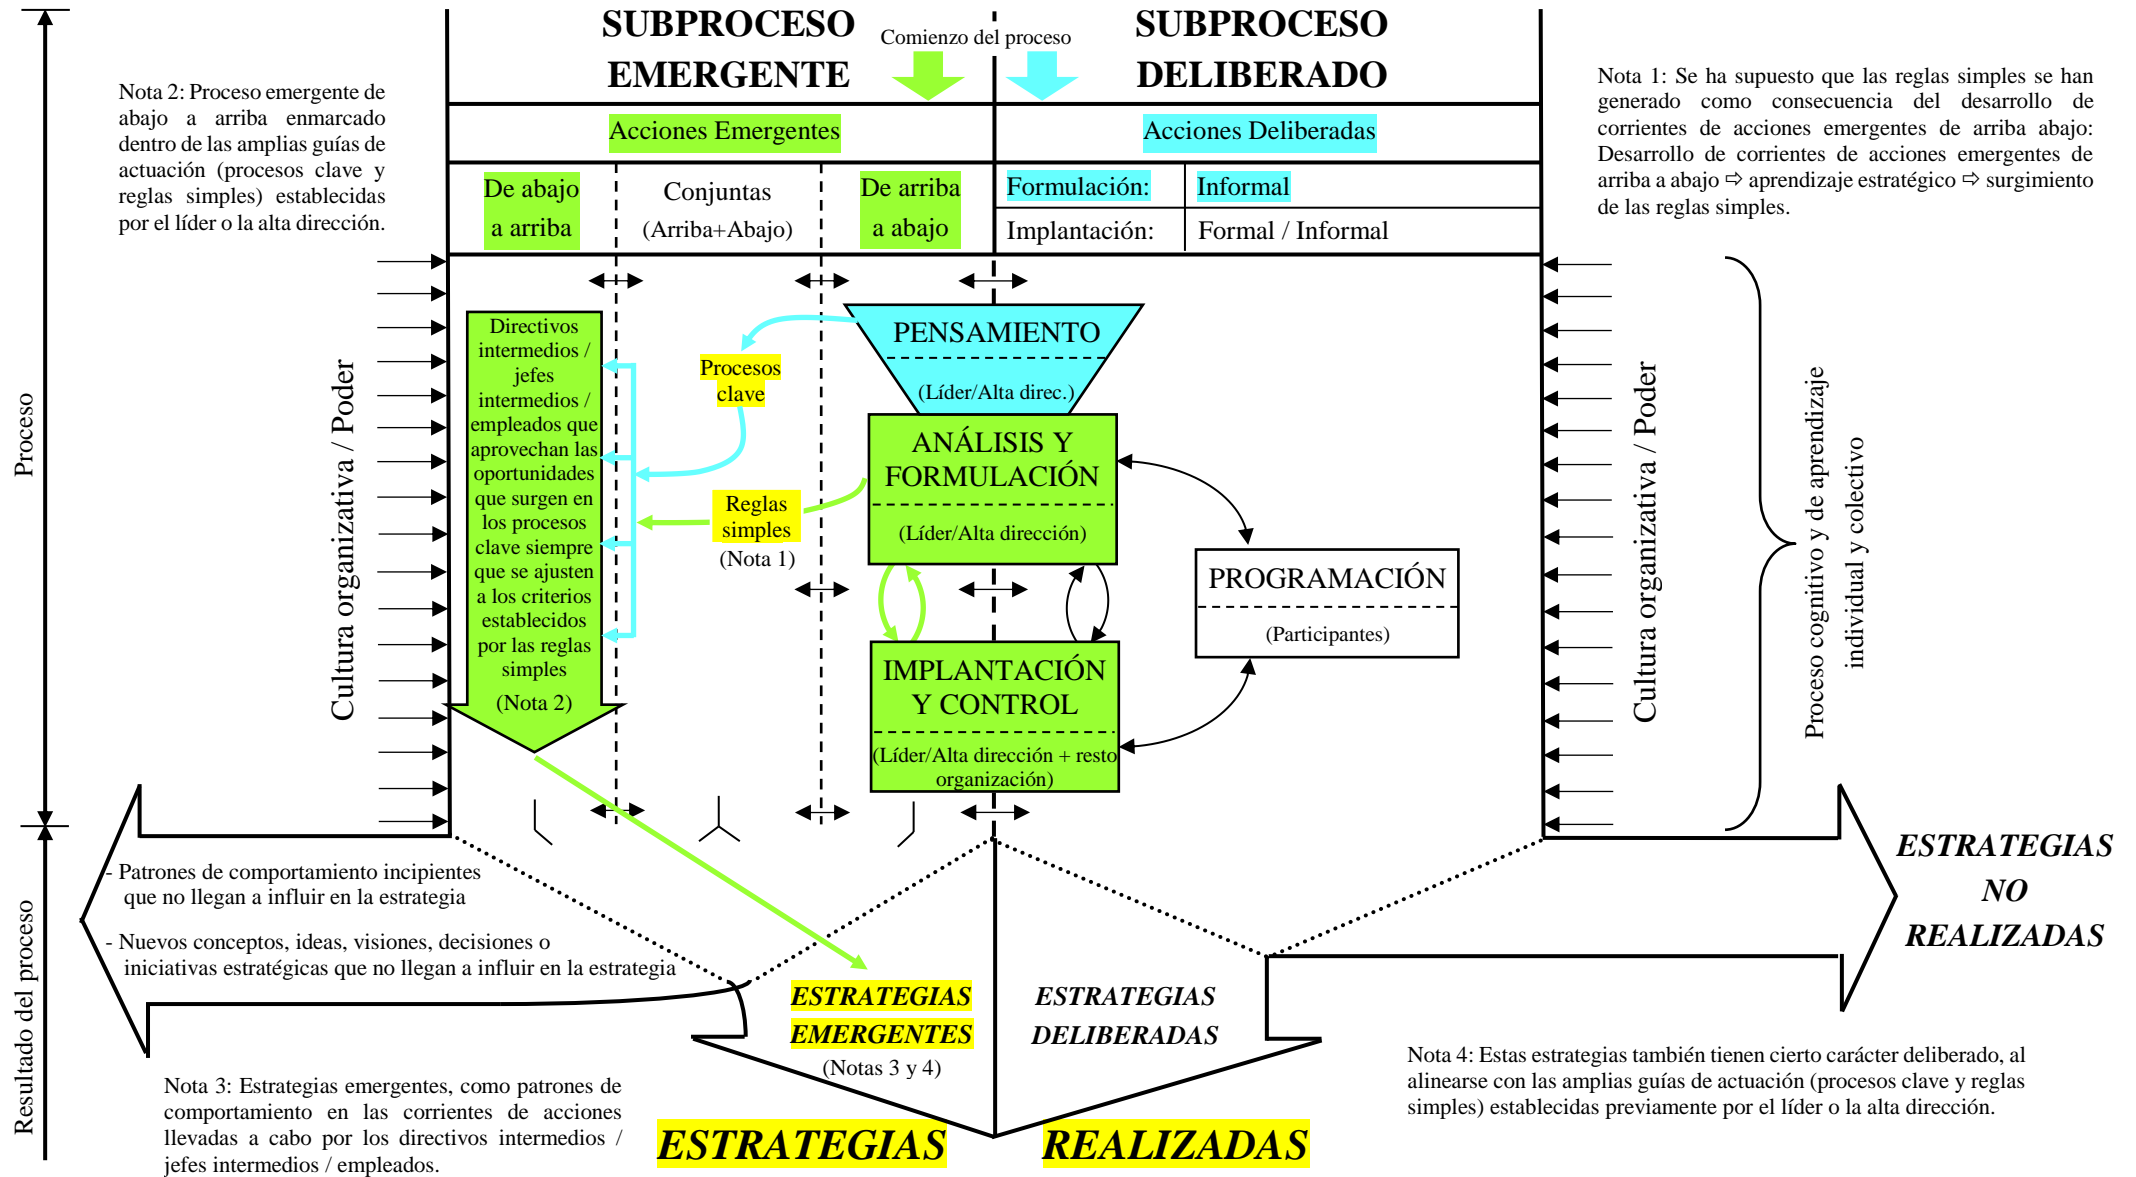 SUBPROCESO
EMERGENTE
Comienzo del proceso
SUBPROCESO
DELIBERADO
Acciones Emergentes
Acciones Deliberadas
De abajo
a arriba
Conjuntas
(Arriba+Abajo)
De arriba
a abajo
Formulación:
Informal
Implantación:
Formal / Informal
Nota 2: Proceso emergente de
abajo a arriba enmarcado
dentro de las amplias guías de
actuación (procesos clave y
reglas simples) establecidas
por el líder o la alta dirección.
Nota 1: Se ha supuesto que las reglas simples se han
generado como consecuencia del desarrollo de
corrientes de acciones emergentes de arriba abajo:
Desarrollo de corrientes de acciones emergentes de
arriba a abajo ⇨ aprendizaje estratégico ⇨ surgimiento
de las reglas simples.
Proceso
Cultura organizativa / Poder
Directivos
intermedios /
jefes
intermedios /
empleados que
aprovechan las
oportunidades
que surgen en
los procesos
clave siempre
que se ajusten
a los criterios
establecidos
por las reglas
simples
(Nota 2)
Procesos
clave
Reglas
simples
(Nota 1)
PENSAMIENTO
(Líder/Alta direc.)
ANÁLISIS Y
FORMULACIÓN
(Líder/Alta dirección)
IMPLANTACIÓN
Y CONTROL
(Líder/Alta dirección + resto
organización)
PROGRAMACIÓN
(Participantes)
Cultura organizativa / Poder
Proceso cognitivo y de aprendizaje
individual y colectivo
Resultado del proceso
- Patrones de comportamiento incipientes
que no llegan a influir en la estrategia
- Nuevos conceptos, ideas, visiones, decisiones o
iniciativas estratégicas que no llegan a influir en la estrategia
ESTRATEGIAS
EMERGENTES
(Notas 3 y 4)
ESTRATEGIAS
DELIBERADAS
ESTRATEGIAS
NO
REALIZADAS
Nota 3: Estrategias emergentes, como patrones de
comportamiento en las corrientes de acciones
llevadas a cabo por los directivos intermedios /
jefes intermedios / empleados.
Nota 4: Estas estrategias también tienen cierto carácter deliberado, al
alinearse con las amplias guías de actuación (procesos clave y reglas
simples) establecidas previamente por el líder o la alta dirección.
ESTRATEGIAS REALIZADAS